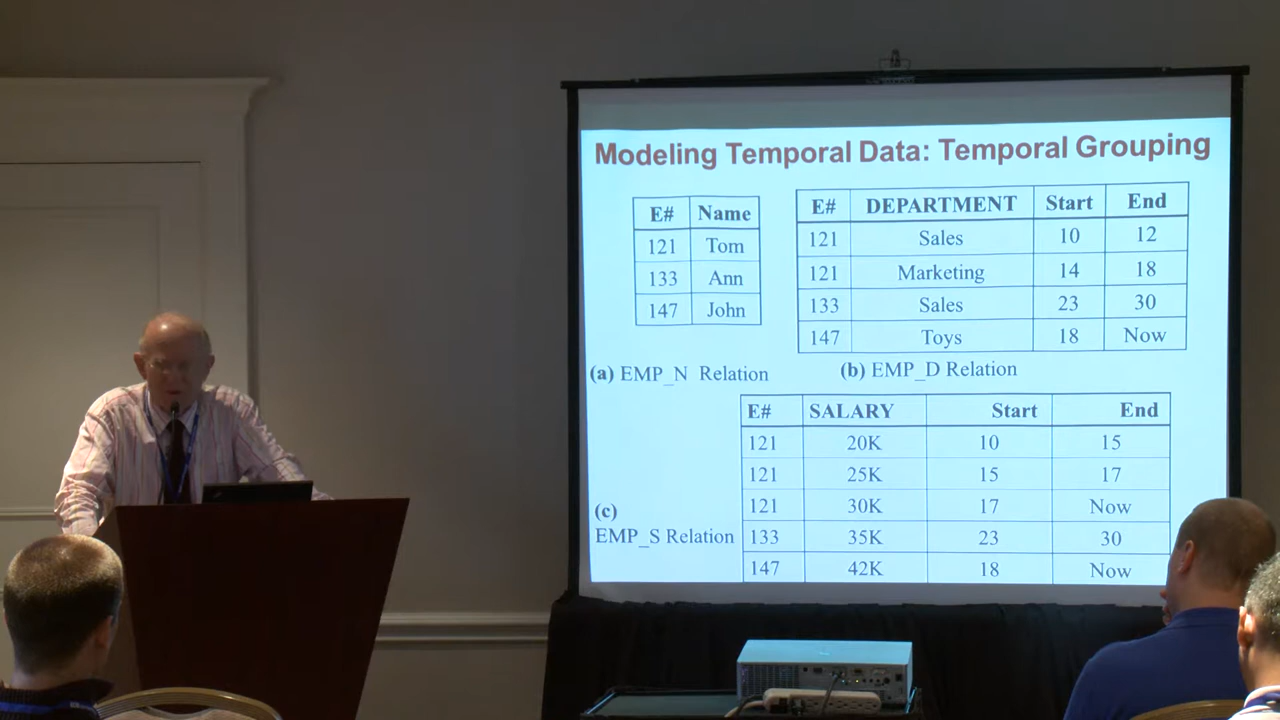 Modeling Temporal Data: Temporal Grouping
E# Name
121 Tom
133 Ann
147 John
(a) EMP_N Relation
E# DEPARTMENT Start End
121 Sales 10 12
121 Marketing 14 18
133 Sales 23 30
147 Toys 18 Now
(b) EMP_D Relation
E# SALARY Start End
121 20K 10 15
121 25K 15 17
121 30K 17 Now
133 35K 23 30
147 42K 18 Now
(c)
EMP_S Relation